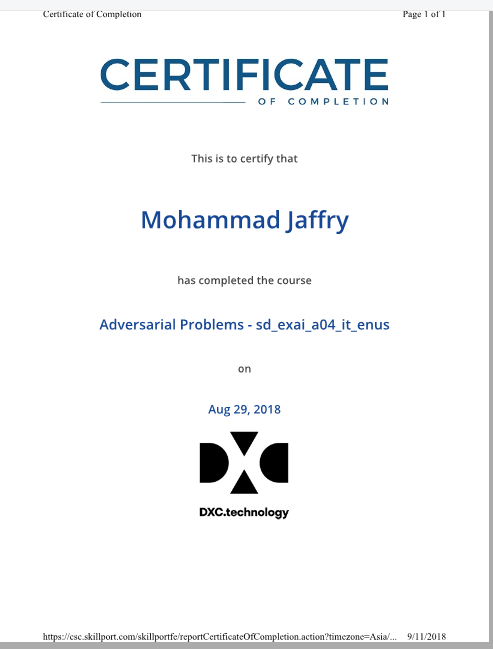 Certificate of Completion Page 1 of 1
CERTIFICATE
OF COMPLETION
This is to certify that
Mohammad Jaffry
has completed the course
Adversarial Problems - sd_exai_a04_it_enus
on
Aug 29, 2018
DXC.technology
https://csc.skillport.com/skillportfe/reportCertificateOfCompletion.action?timezone=Asia/... 9/11/2018